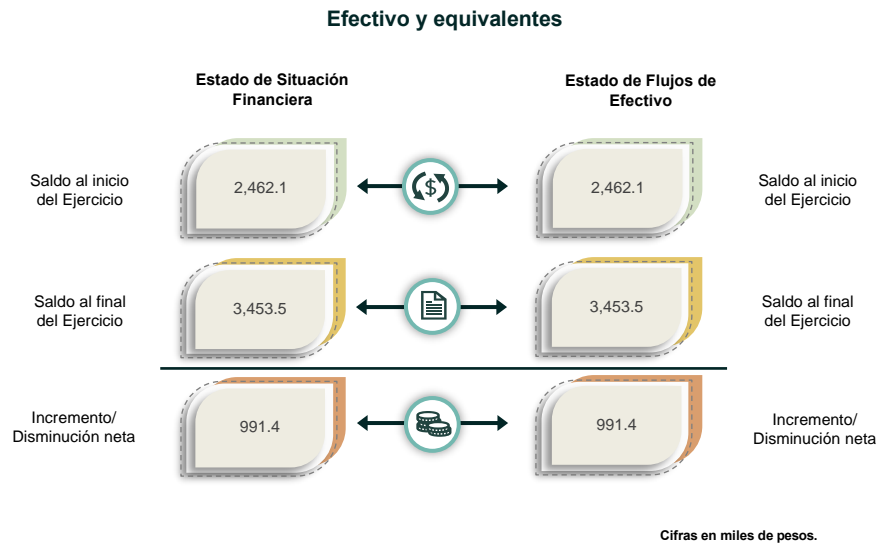 Efectivo y equivalentes
Estado de Situación
Financiera
Estado de Flujos de
Efectivo
Saldo al inicio
del Ejercicio
2,462.1
$
2,462.1
Saldo al inicio
del Ejercicio
Saldo al final
del Ejercicio
3,453.5
3,453.5
Saldo al final
del Ejercicio
Incremento/
Disminución neta
991.4
991.4
Incremento/
Disminución neta
Cifras en miles de pesos.